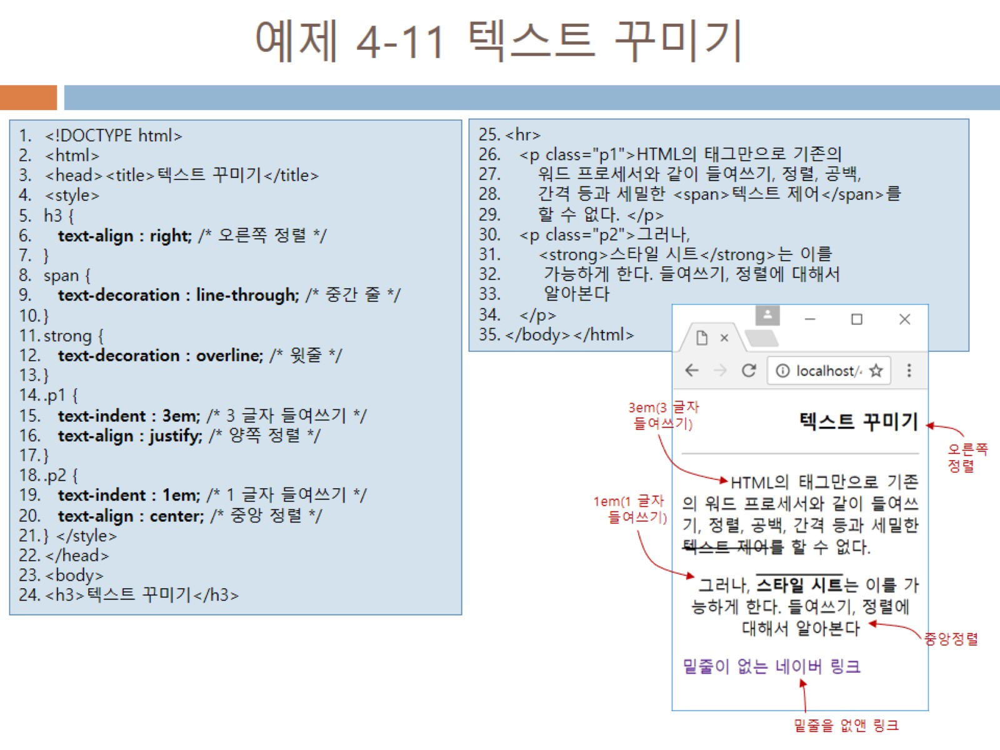 예제 4-11 텍스트 꾸미기
1. <!DOCTYPE html>
2. <html>
3. <head><title>텍스트 꾸미기</title>
4. <style>
5. h3 {
6. text-align : right; /* 오른쪽 정렬 */
7. }
8. span {
9. text-decoration : line-through; /* 중간 줄 */
10. }
11. strong {
12. text-decoration : overline; /* 윗줄 */
13. }
14. .p1 {
15. text-indent : 3em; /* 3 글자 들여쓰기 */
16. text-align : justify; /* 양쪽 정렬 */
17. }
18. .p2 {
19. text-indent : 1em; /* 1 글자 들여쓰기 */
20. text-align : center; /* 중앙 정렬 */
21. } </style>
22. </head>
23. <body>
24. <h3>텍스트 꾸미기</h3>
25. <hr>
26. <p class="p1">HTML의 태그만으로 기존의
27. 워드 프로세서와 같이 들여쓰기, 정렬, 공백,
28. 간격 등과 세밀한 <span>텍스트 제어</span>를
29. 할 수 없다. </p>
30. <p class="p2">그러나,
31. <strong>스타일 시트</strong>는 이를
32. 가능하게 한다. 들여쓰기, 정렬에 대해서
33. 알아본다
34. </p>
35. </body></html>
localhost/
3em(3 글자
들여쓰기)
텍스트 꾸미기
오른쪽
정렬
HTML의 태그만으로 기존
의 워드 프로세서와 같이 들여쓰
기, 정렬, 공백, 간격 등과 세밀한
텍스트 제어를 할 수 없다.
1em(1 글자
들여쓰기)
그러나, 스타일 시트는 이를 가
능하게 한다. 들여쓰기, 정렬에
대해서 알아본다
중앙정렬
밑줄이 없는 네이버 링크
밑줄을 없앤 링크